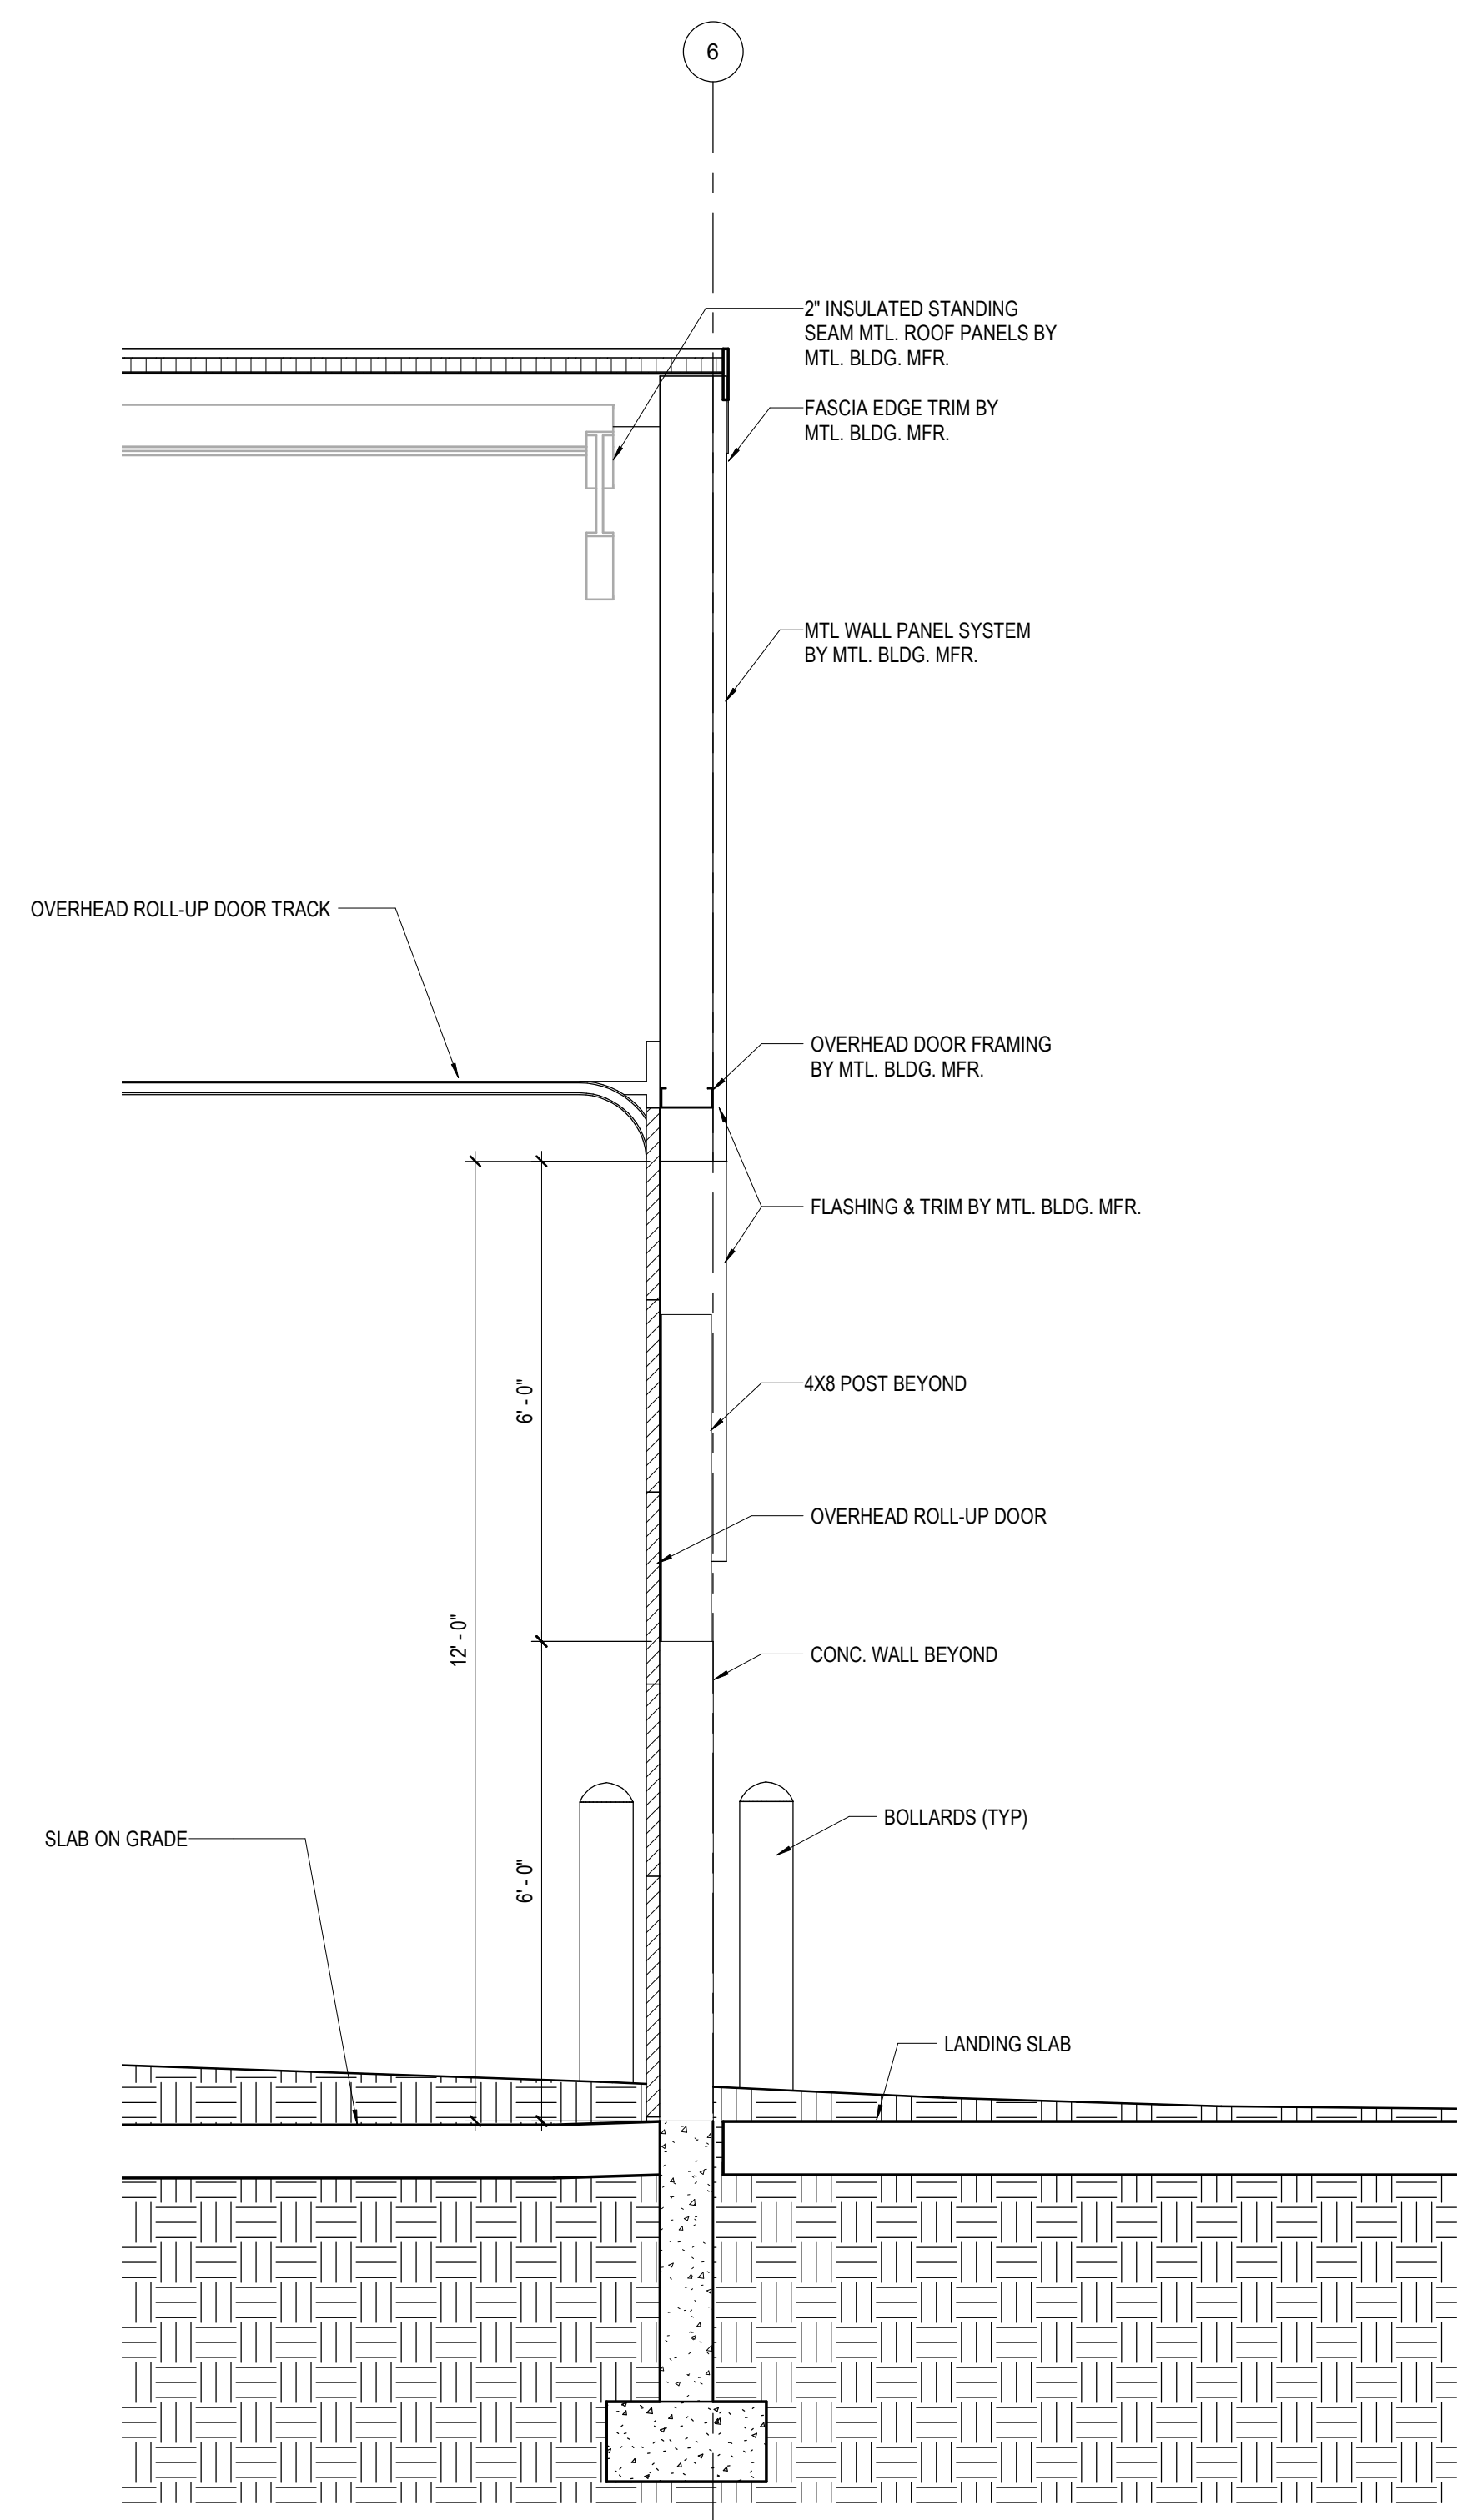 6
2" INSULATED STANDING
SEAM MTL. ROOF PANELS BY
MTL. BLDG. MFR.
FASCIA EDGE TRIM BY
MTL. BLDG. MFR.
MTL WALL PANEL SYSTEM
BY MTL. BLDG. MFR.
OVERHEAD ROLL-UP DOOR TRACK
OVERHEAD DOOR FRAMING
BY MTL. BLDG. MFR.
FLASHING & TRIM BY MTL. BLDG. MFR.
4X8 POST BEYOND
6' - 0"
OVERHEAD ROLL-UP DOOR
12' - 0"
CONC. WALL BEYOND
BOLLARDS (TYP)
SLAB ON GRADE
6' - 0"
LANDING SLAB